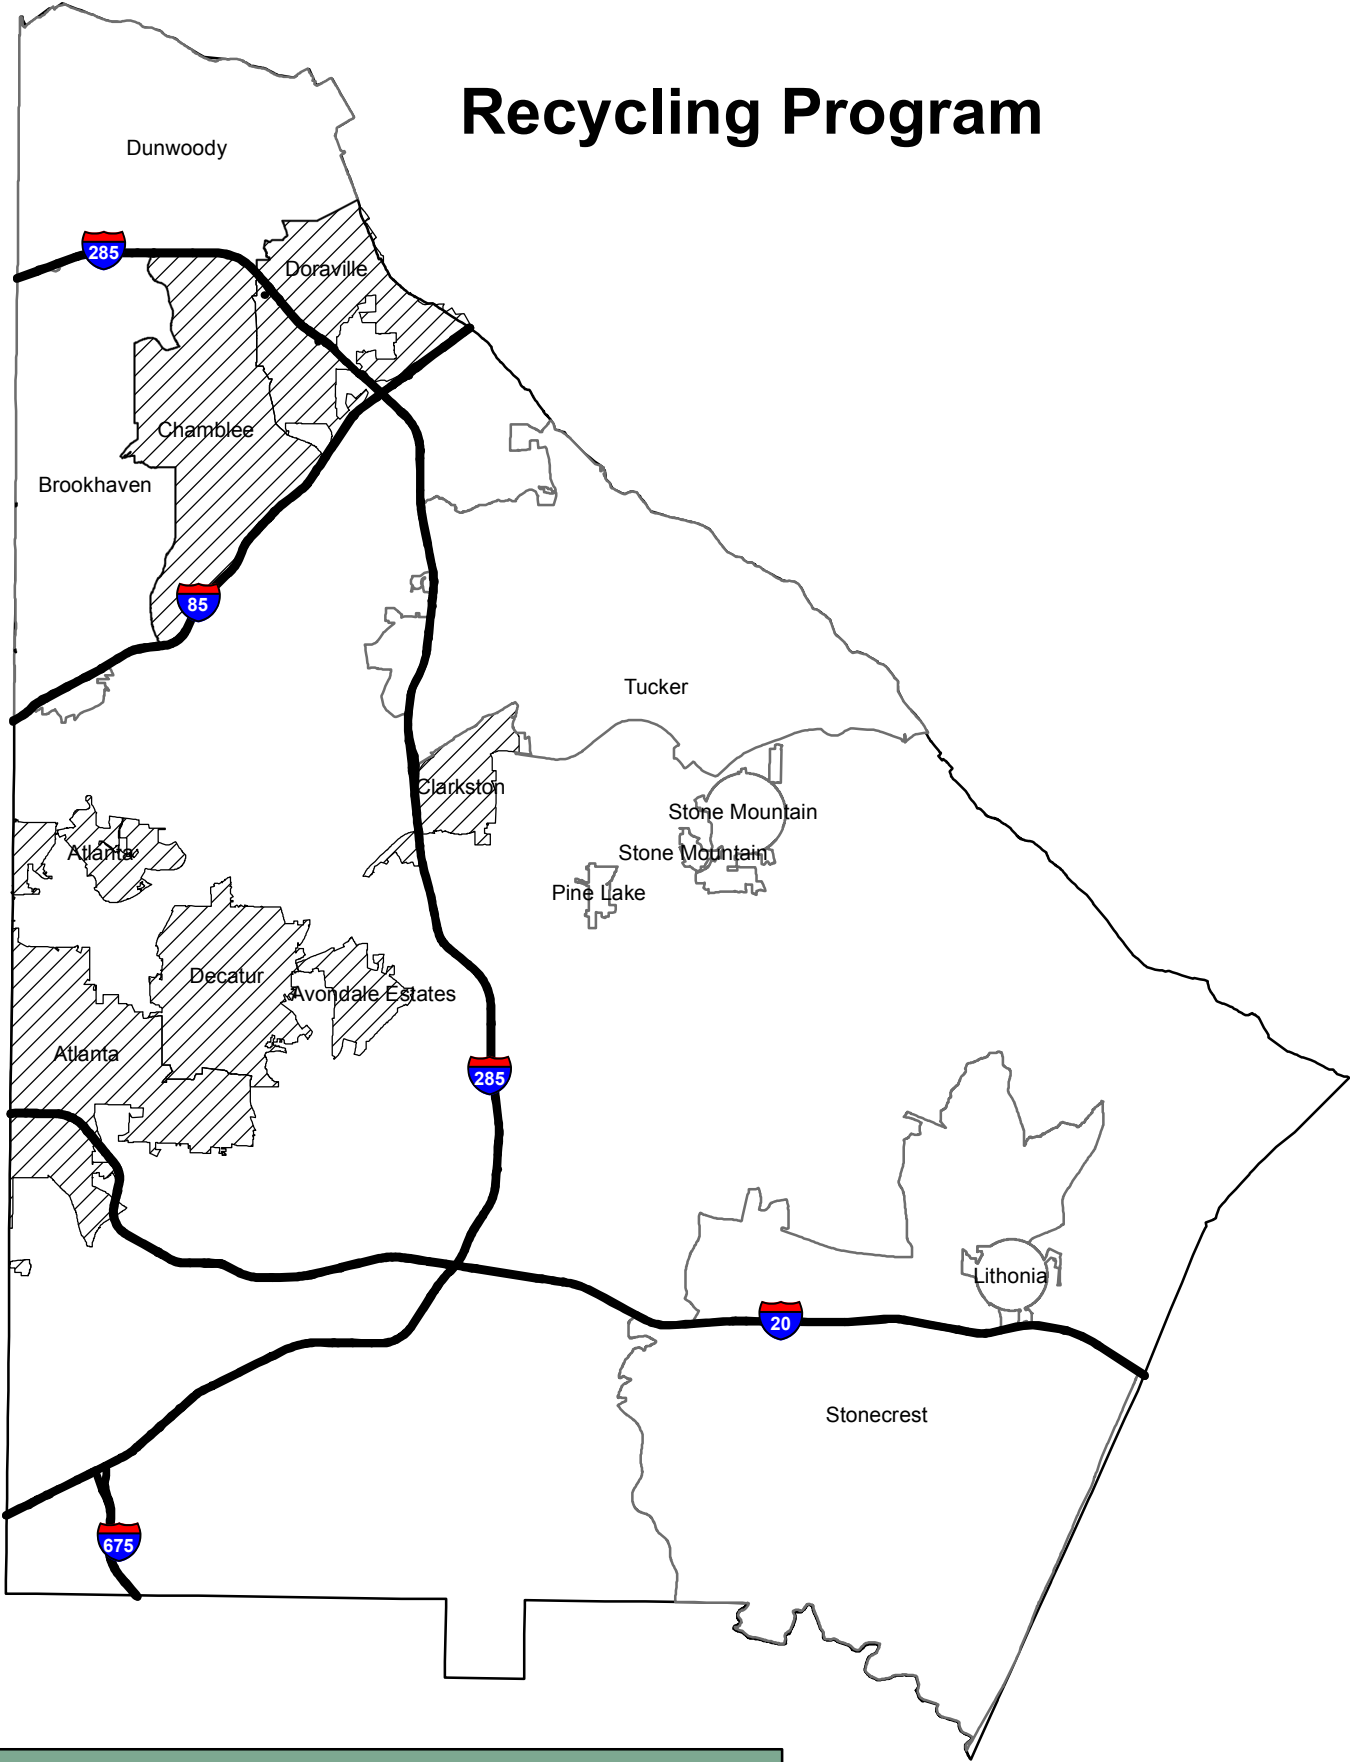 Recycling Program
Dunwoody
285
Doraville
Chamblee
Brookhaven
85
Tucker
Clarkston
Stone Mountain
Atlanta
Stone Mountain
Pine Lake
Decatur
Avondale Estates
Atlanta
285
Lithonia
20
Stonecrest
675